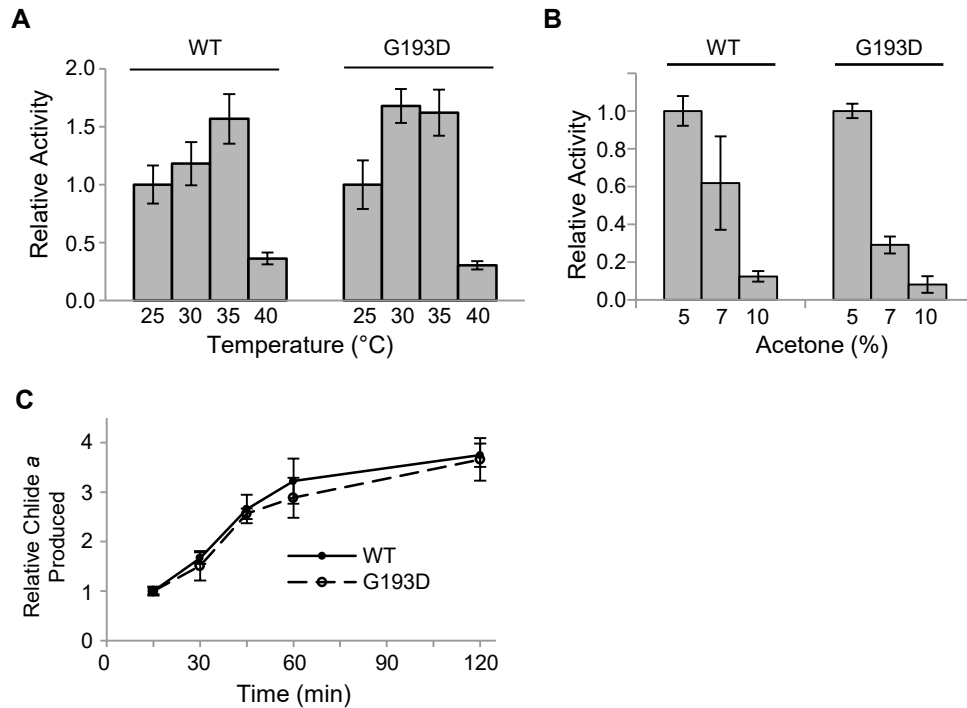 A
WT
G193D
2.0
1.5
1.0
0.5
0.0
Relative Activity
25 30 35 40
25 30 35 40
Temperature (°C)
B
WT
G193D
1.0
0.8
0.6
0.4
0.2
0.0
Relative Activity
5 7 10
5 7 10
Acetone (%)
C
4
3
2
1
0
Relative Chlide a
Produced
WT
G193D
0 30 60 90 120
Time (min)